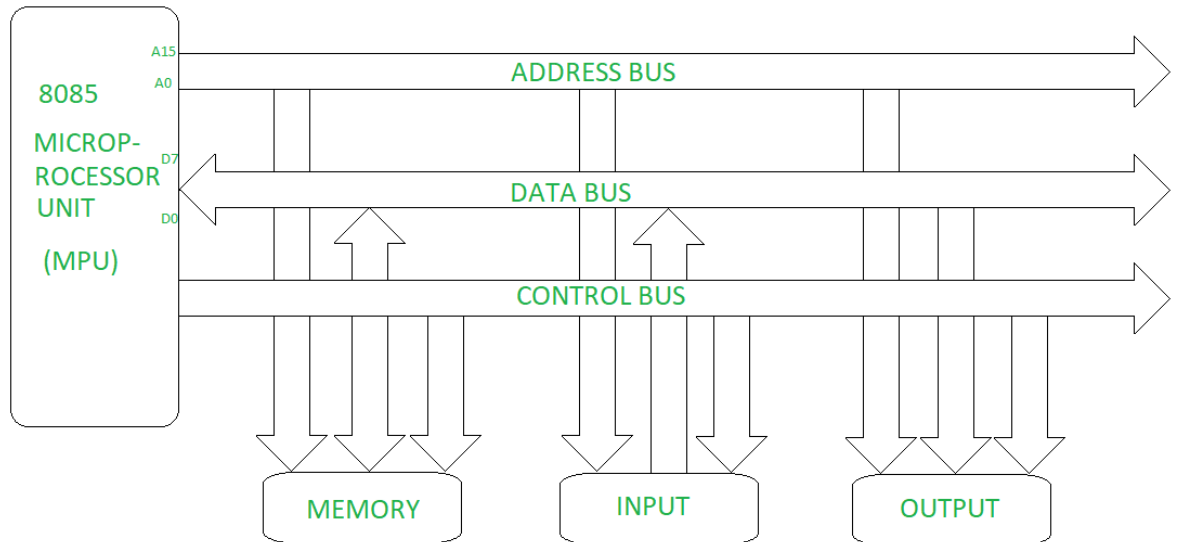 A15
A0
8085
MICROP-
ROCESSOR
UNIT
(MPU)
D7
D0
ADDRESS BUS
DATA BUS
CONTROL BUS
MEMORY
INPUT
OUTPUT